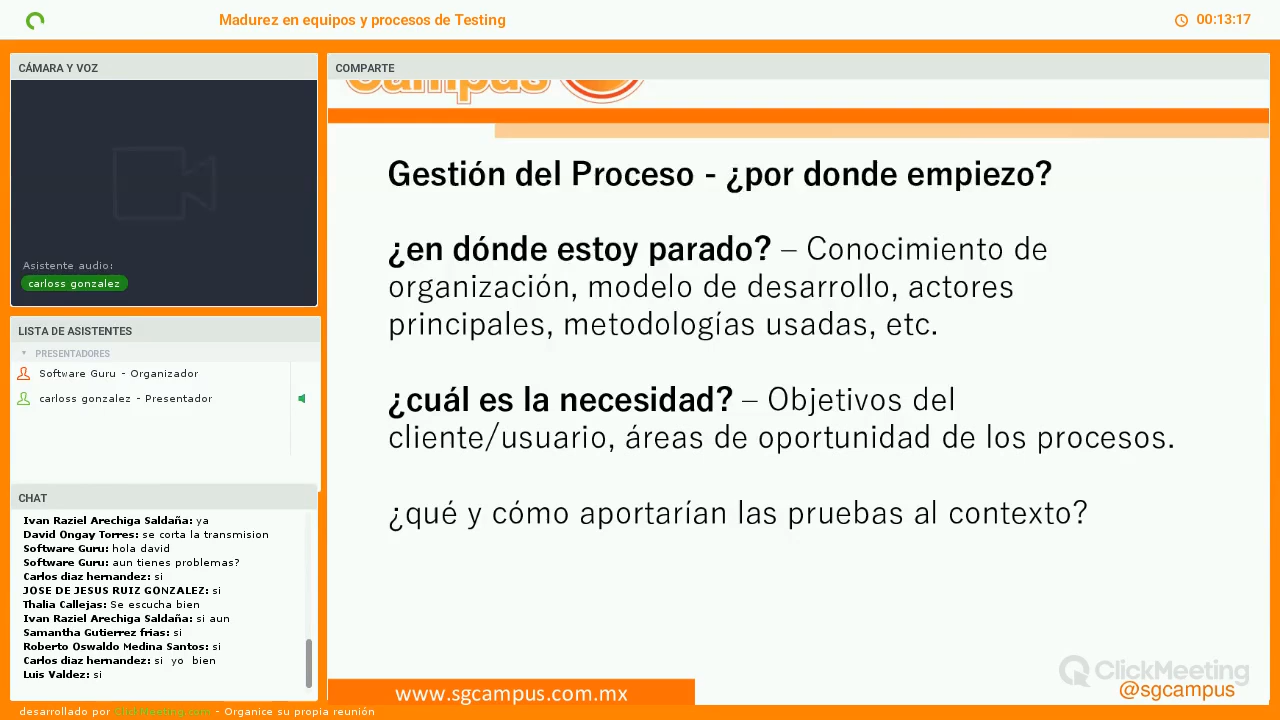 Madurez en equipos y procesos de Testing
00:13:17
CÁMARA Y VOZ
Asistente audio:
carloss gonzalez
LISTA DE ASISTENTES
PRESENTADORES
Software Guru - Organizador
carloss gonzalez - Presentador
CHAT
Ivan Raziel Arechiga Saldaña: ya
David Ongay Torres: se corta la transmision
Software Guru: hola david
Software Guru: aun tienes problemas?
Carlos diaz hernandez: si
JOSE DE JESUS RUIZ GONZALEZ: si
Thalia Callejas: Se escucha bien
Ivan Raziel Arechiga Saldaña: si aun
Samantha Gutierrez frias: si
Roberto Oswaldo Medina Santos: si
Carlos diaz hernandez: si yo bien
Luis Valdez: si
desarrollado por ClickMeeting.com - Organice su propia reunión
COMPARTE
Campus
Gestión del Proceso - ¿por donde empiezo?
¿en dónde estoy parado? – Conocimiento de
organización, modelo de desarrollo, actores
principales, metodologías usadas, etc.
¿cuál es la necesidad? – Objetivos del
cliente/usuario, áreas de oportunidad de los procesos.
¿qué y cómo aportarían las pruebas al contexto?
www.sgcampus.com.mx
ClickMeeting
@sgcampus